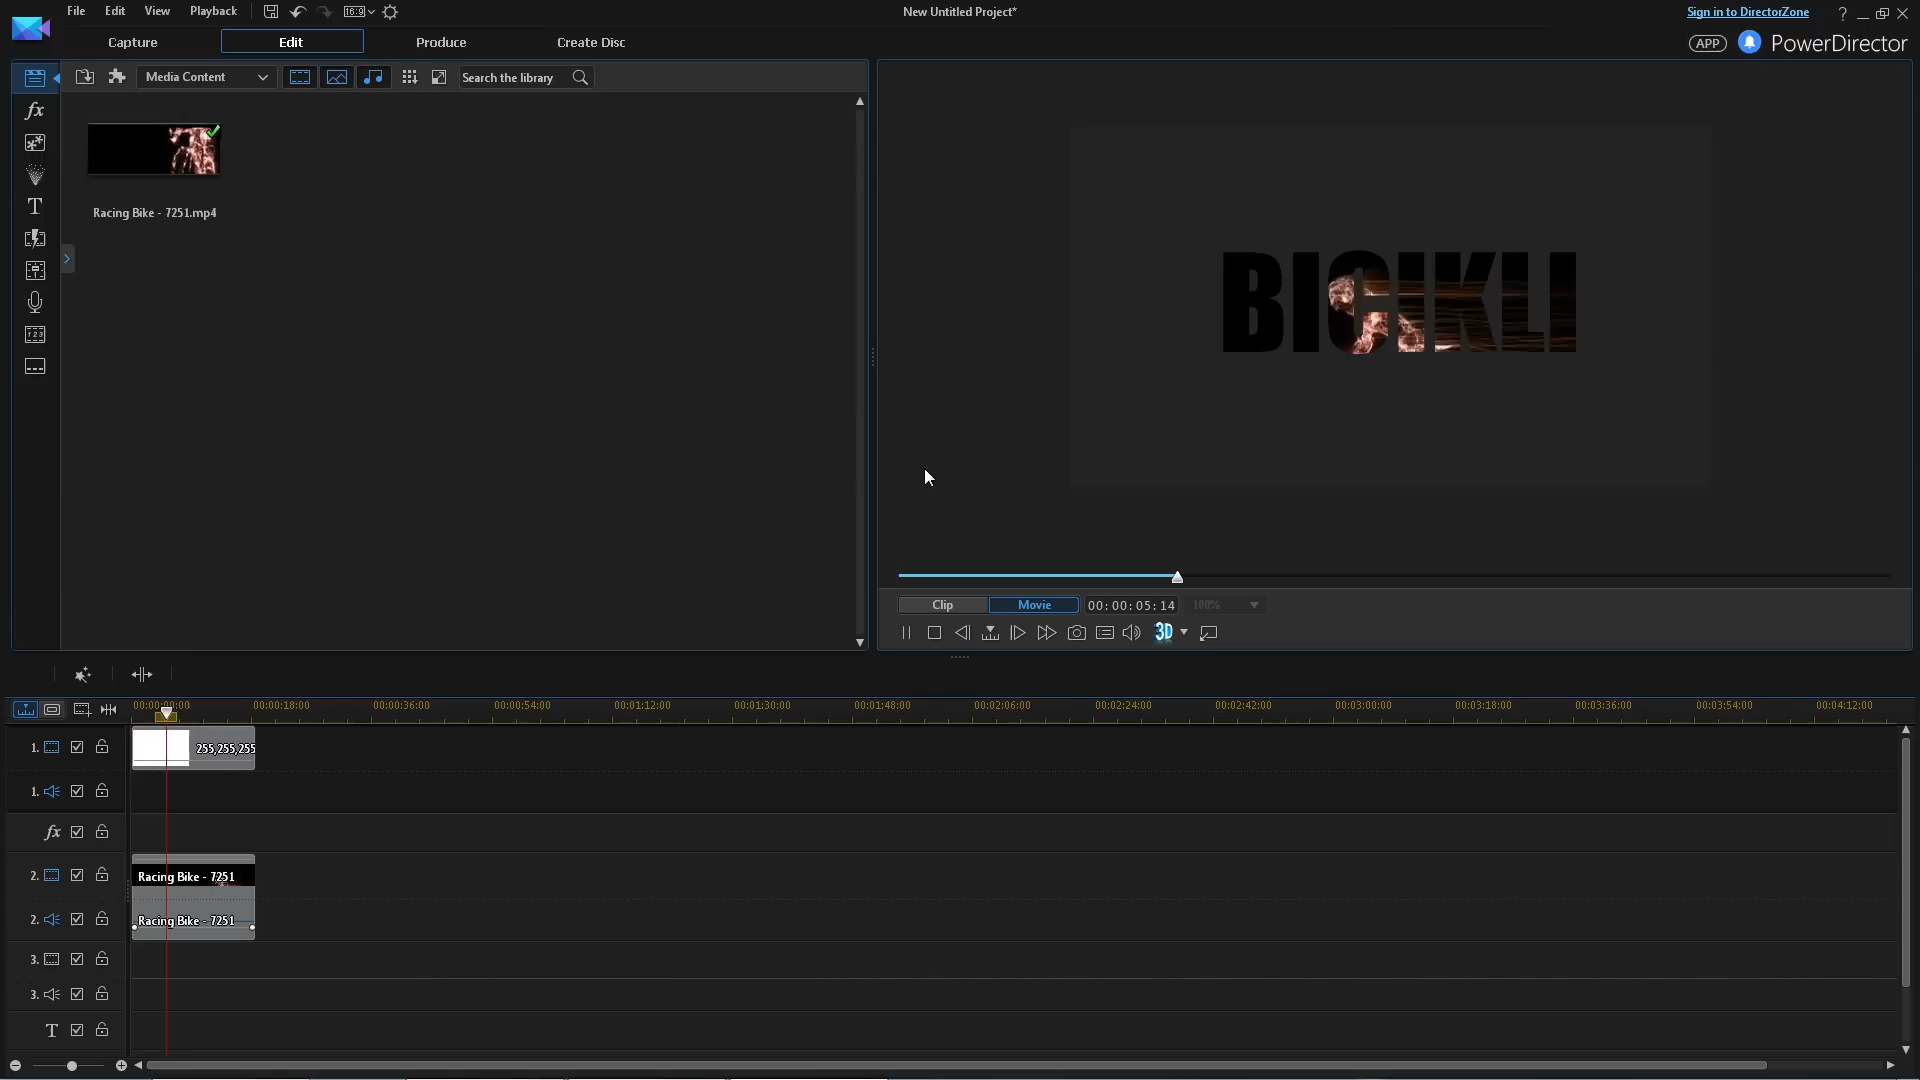 File Edit View Playback 16:9 New Untitled Project* Sign in to DirectorZone ?
Capture Edit Produce Create Disc APP PowerDirector
Media Content Search the library
fx
Racing Bike - 7251.mp4
T
BICIKLI
Clip Movie 00:00:05:14 100%
3D
00:00:00:00 00:00:18:00 00:00:36:00 00:00:54:00 00:01:12:00 00:01:30:00 00:01:48:00 00:02:06:00 00:02:24:00 00:02:42:00 00:03:00:00 00:03:18:00 00:03:36:00 00:03:54:00 00:04:12:00
1. 255,255,255
1.
fx
2. Racing Bike - 7251
2. Racing Bike - 7251
3.
3.
T